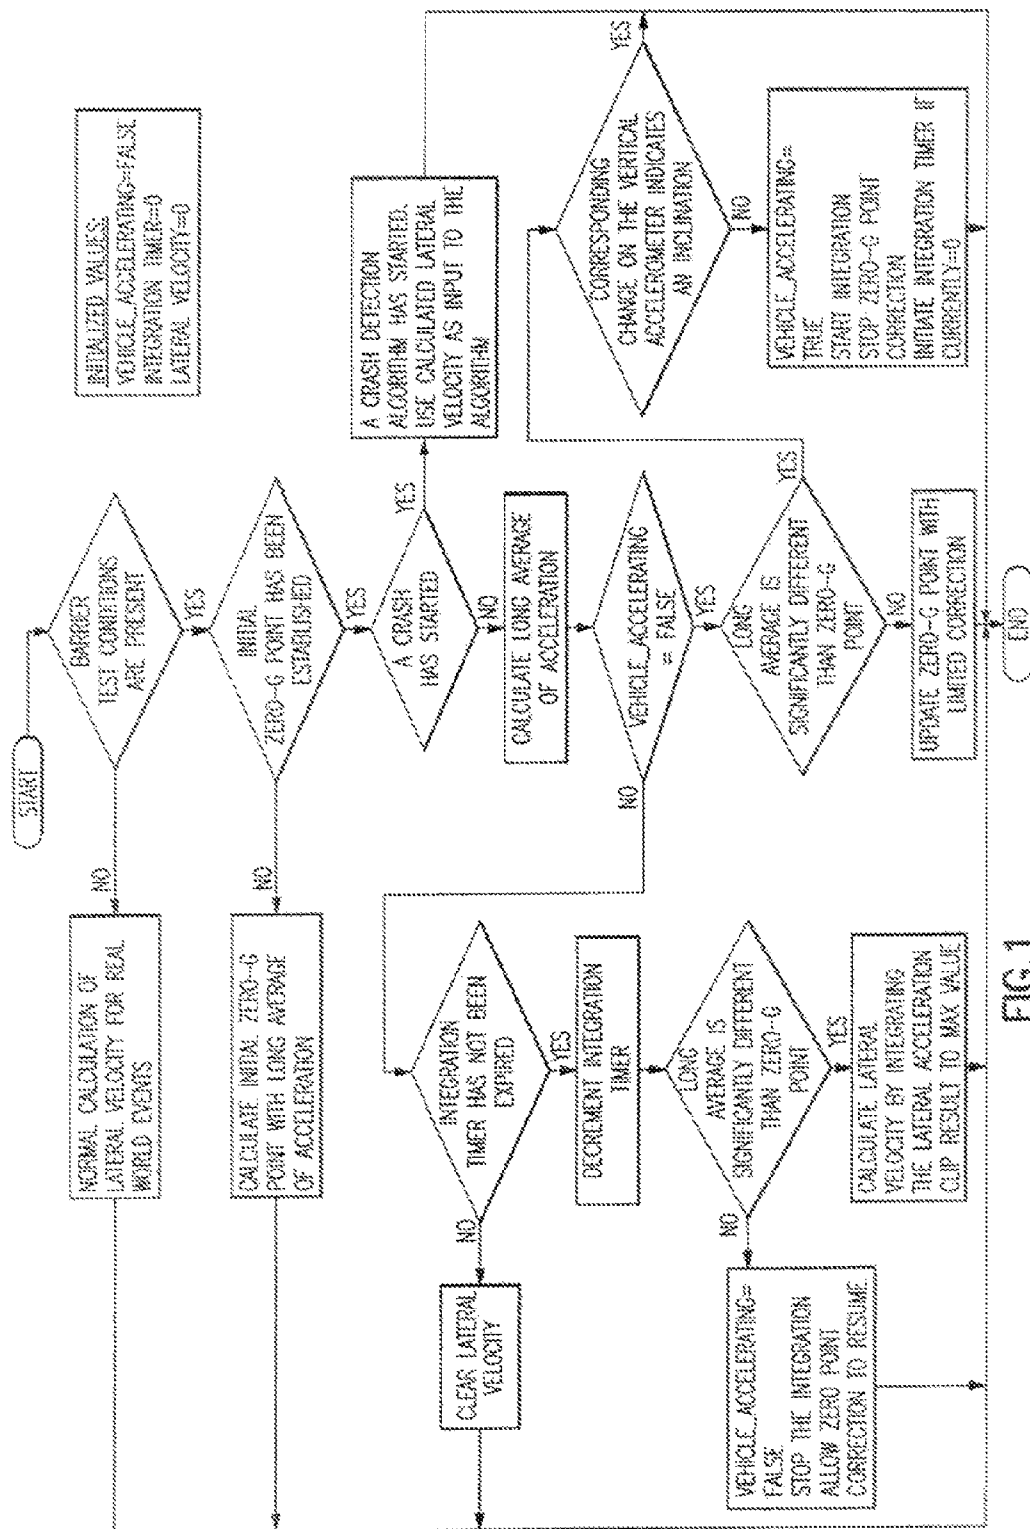 START
INITIALIZED VALUES:
VEHICLE_ACCELERATING=FALSE
INTEGRATION TIMER=0
LATERAL VELOCITY=0
BARRIER
TEST CONDITIONS
ARE PRESENT
NO
YES
NORMAL CALCULATION OF
LATERAL VELOCITY FOR REAL
WORLD EVENTS
INITIAL
ZERO-G POINT HAS BEEN
ESTABLISHED
NO
YES
CALCULATE INITIAL ZERO-G
POINT WITH LONG AVERAGE
OF ACCELERATION
A CRASH
HAS STARTED
YES
NO
A CRASH DETECTION
ALGORITHM HAS STARTED.
USE CALCULATED LATERAL
VELOCITY AS INPUT TO THE
ALGORITHM
CALCULATE LONG AVERAGE
OF ACCELERATION
VEHICLE_ACCELERATING
= FALSE
NO
YES
INTEGRATION
TIMER HAS NOT BEEN
EXPIRED
NO
YES
CLEAR LATERAL
VELOCITY
DECREMENT INTEGRATION
TIMER
LONG
AVERAGE IS
SIGNIFICANTLY DIFFERENT
THAN ZERO-G
POINT
NO
YES
VEHICLE_ACCELERATING=
FALSE
STOP THE INTEGRATION
ALLOW ZERO POINT
CORRECTION TO RESUME
CALCULATE LATERAL
VELOCITY BY INTEGRATING
THE LATERAL ACCELERATION
CLIP RESULT TO MAX VALUE
LONG
AVERAGE IS
SIGNIFICANTLY DIFFERENT
THAN ZERO-G
POINT
YES
NO
UPDATE ZERO-G POINT WITH
LIMITED CORRECTION
CORRESPONDING
CHANGE ON THE VERTICAL
ACCELEROMETER INDICATES
AN INCLINATION
YES
NO
VEHICLE_ACCELERATING=
TRUE
START INTEGRATION
STOP ZERO-G POINT
CORRECTION
INITIATE INTEGRATION TIMER IF
CURRENTLY=0
END
FIG.1